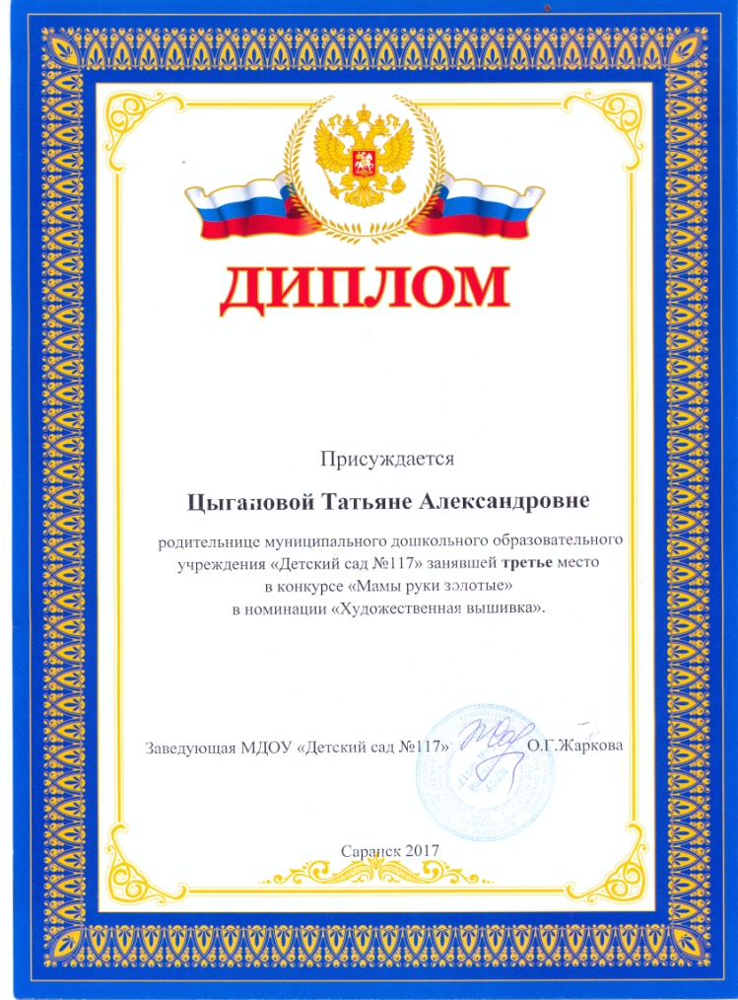 ДИПЛОМ
Присуждается
Цыгановой Татьяне Александровне
родительнице муниципального дошкольного образовательного
учреждения «Детский сад №117» занявшей третье место
в конкурсе «Мамы руки золотые»
в номинации «Художественная вышивка».
Заведующая МДОУ «Детский сад №117» О.Г.Жаркова
Саранск 2017